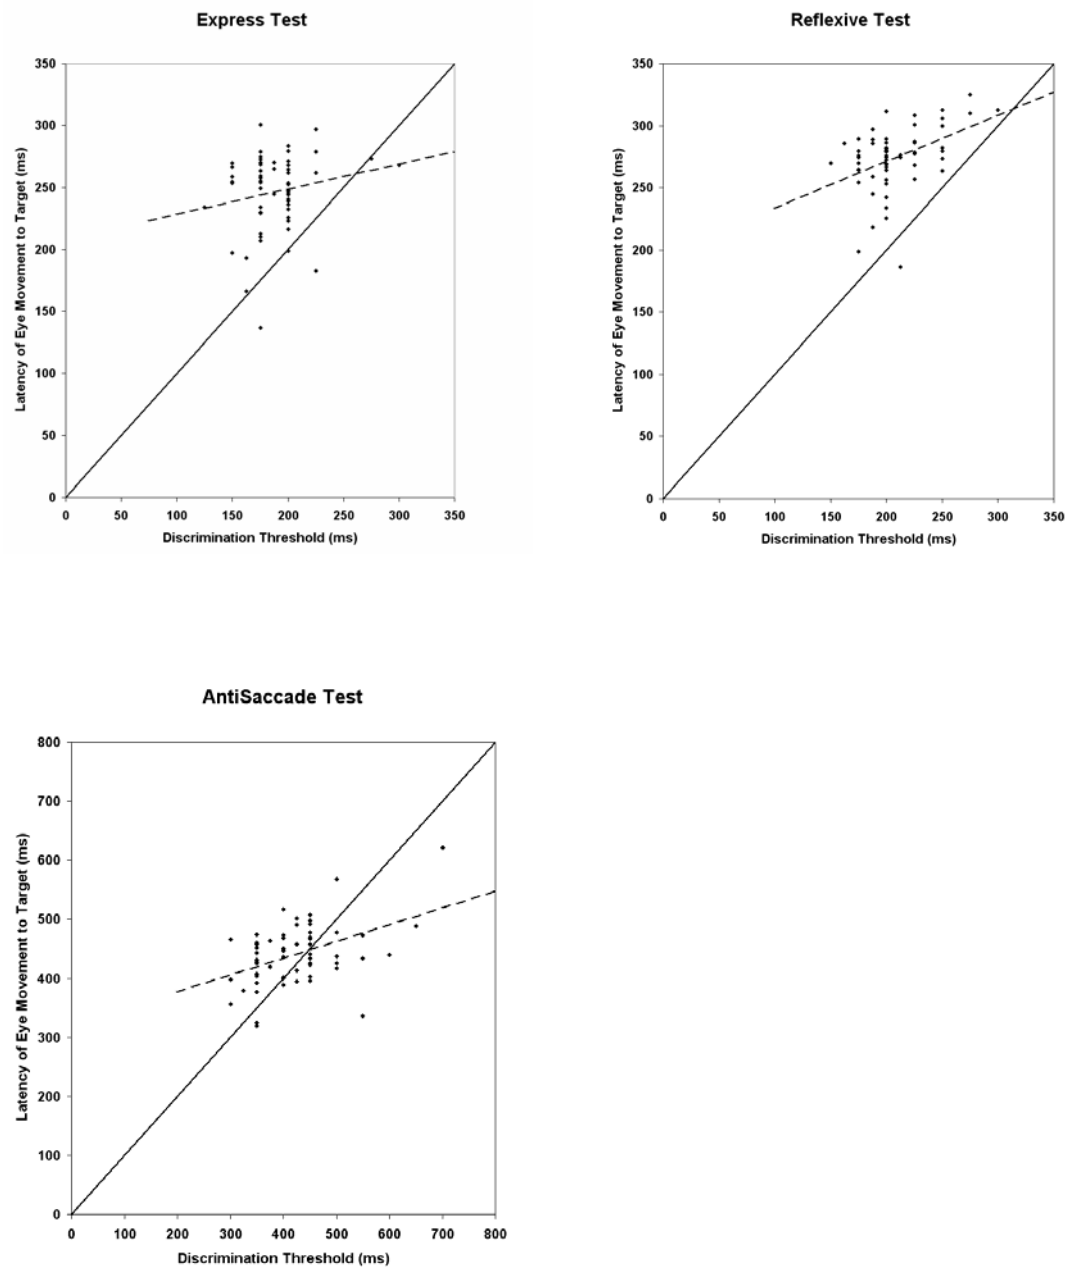 Express Test
350
300
250
200
150
100
50
0
Latency of Eye Movement to Target (ms)
0 50 100 150 200 250 300 350
Discrimination Threshold (ms)
Reflexive Test
350
300
250
200
150
100
50
0
Latency of Eye Movement to Target (ms)
0 50 100 150 200 250 300 350
Discrimination Threshold (ms)
AntiSaccade Test
800
700
600
500
400
300
200
100
0
Latency of Eye Movement to Target (ms)
0 100 200 300 400 500 600 700 800
Discrimination Threshold (ms)